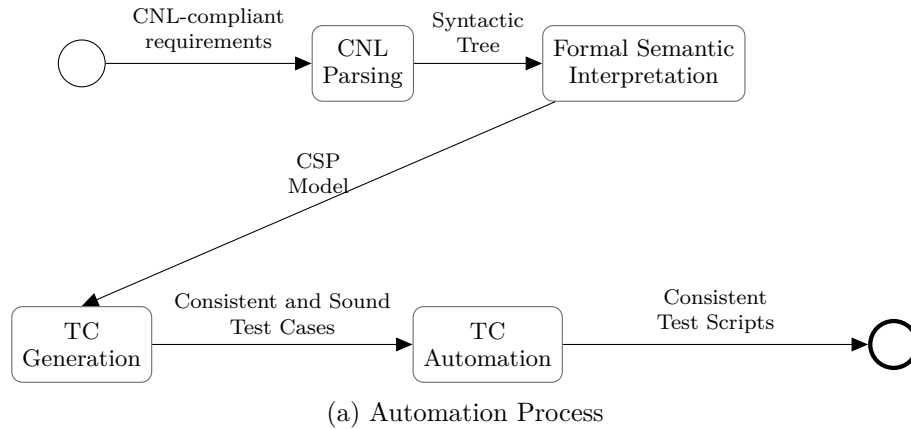 CNL-compliant
requirements
CNL
Parsing
Syntactic
Tree
Formal Semantic
Interpretation
CSP
Model
TC
Generation
Consistent and Sound
Test Cases
TC
Automation
Consistent
Test Scripts
(a) Automation Process